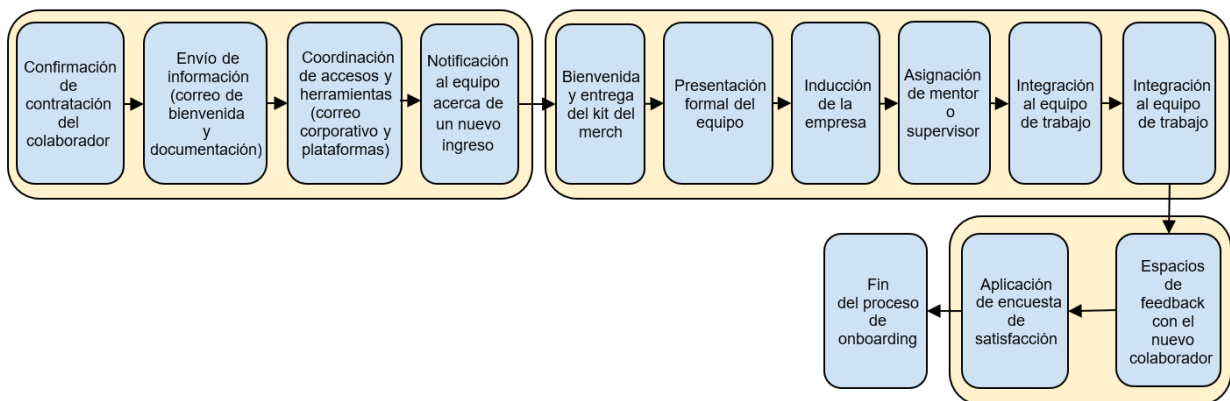 Confirmación
de
contratación
del
colaborador
Envío de
información
(correo de
bienvenida
y
documentación)
Coordinación
de accesos y
herramientas
(correo
corporativo y
plataformas)
Notificación
al equipo
acerca de
un nuevo
ingreso
Bienvenida
y entrega
del kit del
merch
Presentación
formal del
equipo
Inducción
de la
empresa
Asignación
de mentor
o
supervisor
Integración
al equipo
de trabajo
Integración
al equipo
de trabajo
Espacios
de
feedback
con el
nuevo
colaborador
Aplicación
de encuesta
de
satisfacción
Fin
del proceso
de
onboarding